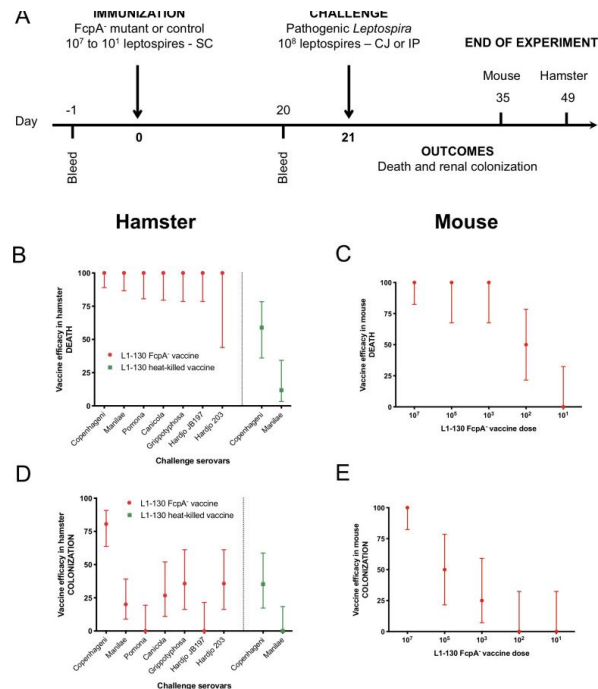 A
IMMUNIZATION
FcpA⁻ mutant or control
10⁷ to 10¹ leptospires - SC
CHALLENGE
Pathogenic Leptospira
10⁸ leptospires – CJ or IP
END OF EXPERIMENT
Mouse
Hamster
Day
-1
20
35
49
0
21
Bleed
Bleed
OUTCOMES
Death and renal colonization
Hamster
Mouse
B
Vaccine efficacy in hamster
DEATH
100
75
50
25
0
L1-130 FcpA⁻ vaccine
L1-130 heat-killed vaccine
Copenhageni
Manilae
Pomona
Canicola
Grippotyphosa
Hardjo JB197
Hardjo 203
Copenhageni
Manilae
Challenge serovars
C
Vaccine efficacy in mouse
DEATH
100
75
50
25
0
10⁷
10³
10²
10¹
L1-130 FcpA⁻ vaccine dose
D
Vaccine efficacy in hamster
COLONIZATION
100
75
50
25
0
L1-130 FcpA⁻ vaccine
L1-130 heat-killed vaccine
Copenhageni
Manilae
Pomona
Canicola
Grippotyphosa
Hardjo JB197
Hardjo 203
Copenhageni
Manilae
Challenge serovars
E
Vaccine efficacy in mouse
COLONIZATION
100
75
50
25
0
10⁷
10³
10²
10¹
L1-130 FcpA⁻ vaccine dose